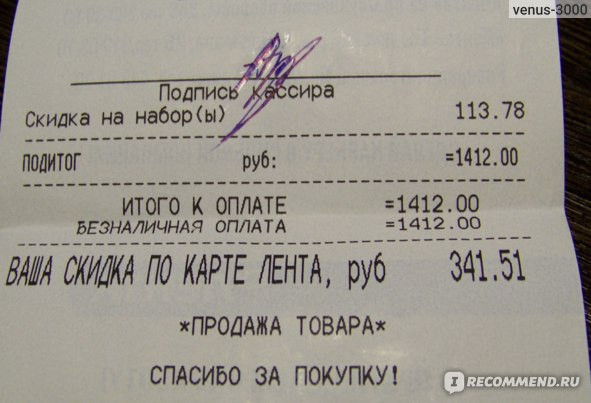 venus-3000
Подпись кассира
Скидка на набор(ы) 113.78
ПОДИТОГ руб: =1412.00
ИТОГО К ОПЛАТЕ =1412.00
БЕЗНАЛИЧНАЯ ОПЛАТА =1412.00
ВАША СКИДКА ПО КАРТЕ ЛЕНТА, руб 341.51
*ПРОДАЖА ТОВАРА*
СПАСИБО ЗА ПОКУПКУ!
IRECOMMEND.RU